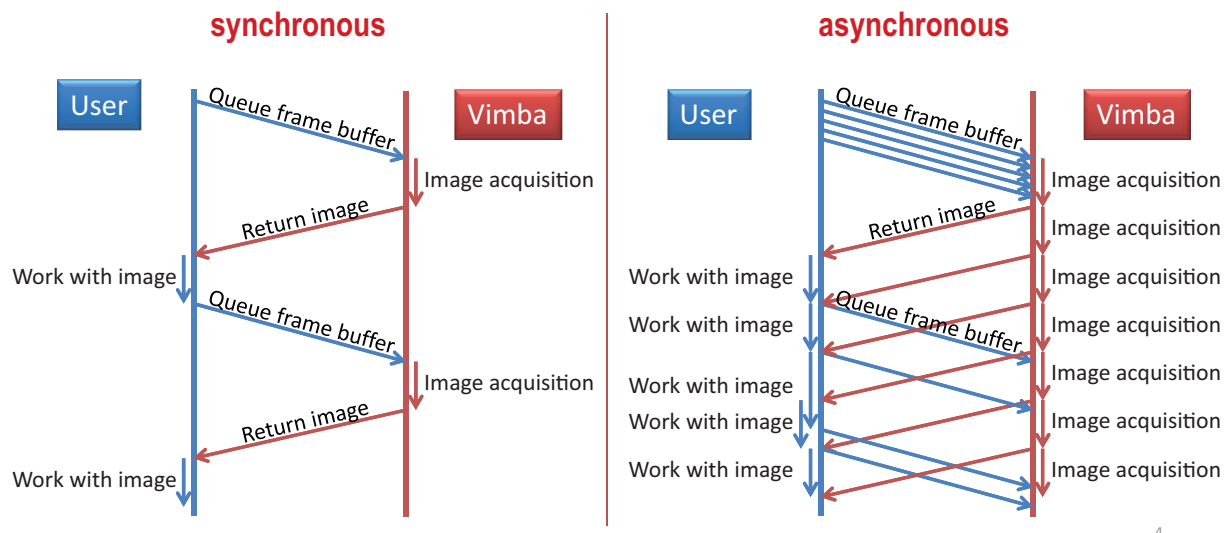 synchronous
User
Vimba
Queue frame buffer
Image acquisition
Return image
Work with image
Queue frame buffer
Image acquisition
Return image
Work with image
asynchronous
User
Vimba
Queue frame buffer
Image acquisition
Return image
Image acquisition
Work with image
Image acquisition
Queue frame buffer
Work with image
Image acquisition
Work with image
Image acquisition
Work with image
Image acquisition
Work with image
Image acquisition